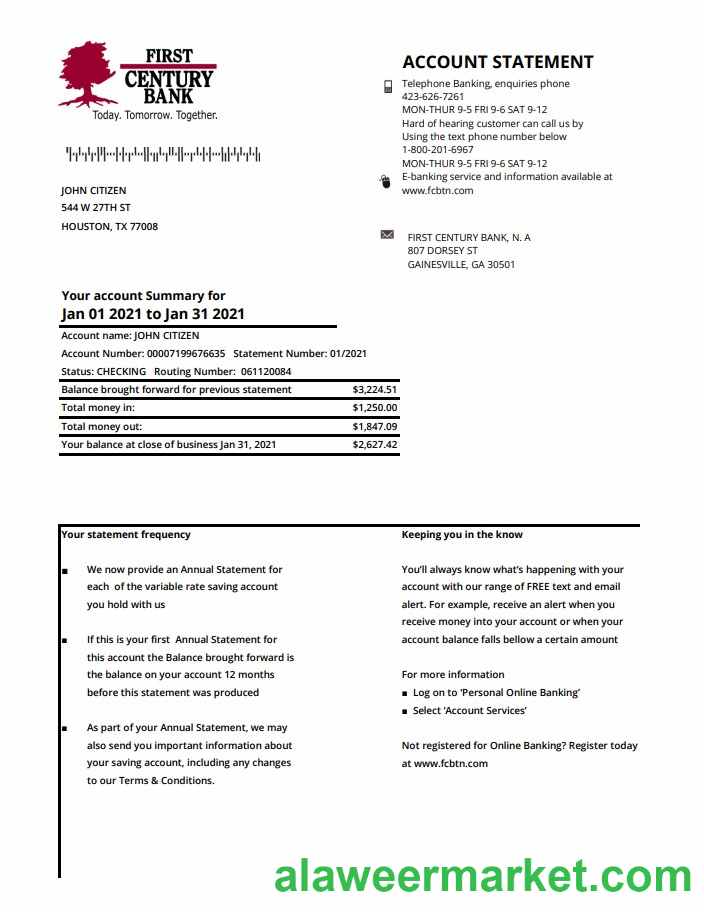 FIRST
CENTURY
BANK
Today. Tomorrow. Together.
ACCOUNT STATEMENT
Telephone Banking, enquiries phone
423-626-7261
MON-THUR 9-5 FRI 9-6 SAT 9-12
Hard of hearing customer can call us by
Using the text phone number below
1-800-201-6967
MON-THUR 9-5 FRI 9-6 SAT 9-12
E-banking service and information available at
www.fcbtn.com
JOHN CITIZEN
544 W 27TH ST
HOUSTON, TX 77008
FIRST CENTURY BANK, N. A
807 DORSEY ST
GAINESVILLE, GA 30501
Your account Summary for
Jan 01 2021 to Jan 31 2021
Account name: JOHN CITIZEN
Account Number: 00007199676635 Statement Number: 01/2021
Status: CHECKING Routing Number: 061120084
Balance brought forward for previous statement $3,224.51
Total money in: $1,250.00
Total money out: $1,847.09
Your balance at close of business Jan 31, 2021 $2,627.42
Your statement frequency
▪ We now provide an Annual Statement for
each of the variable rate saving account
you hold with us
▪ If this is your first Annual Statement for
this account the Balance brought forward is
the balance on your account 12 months
before this statement was produced
▪ As part of your Annual Statement, we may
also send you important information about
your saving account, including any changes
to our Terms & Conditions.
Keeping you in the know
You'll always know what's happening with your
account with our range of FREE text and email
alert. For example, receive an alert when you
receive money into your account or when your
account balance falls bellow a certain amount
For more information
▪ Log on to 'Personal Online Banking'
▪ Select 'Account Services'
Not registered for Online Banking? Register today
at www.fcbtn.com
alaweermarket.com